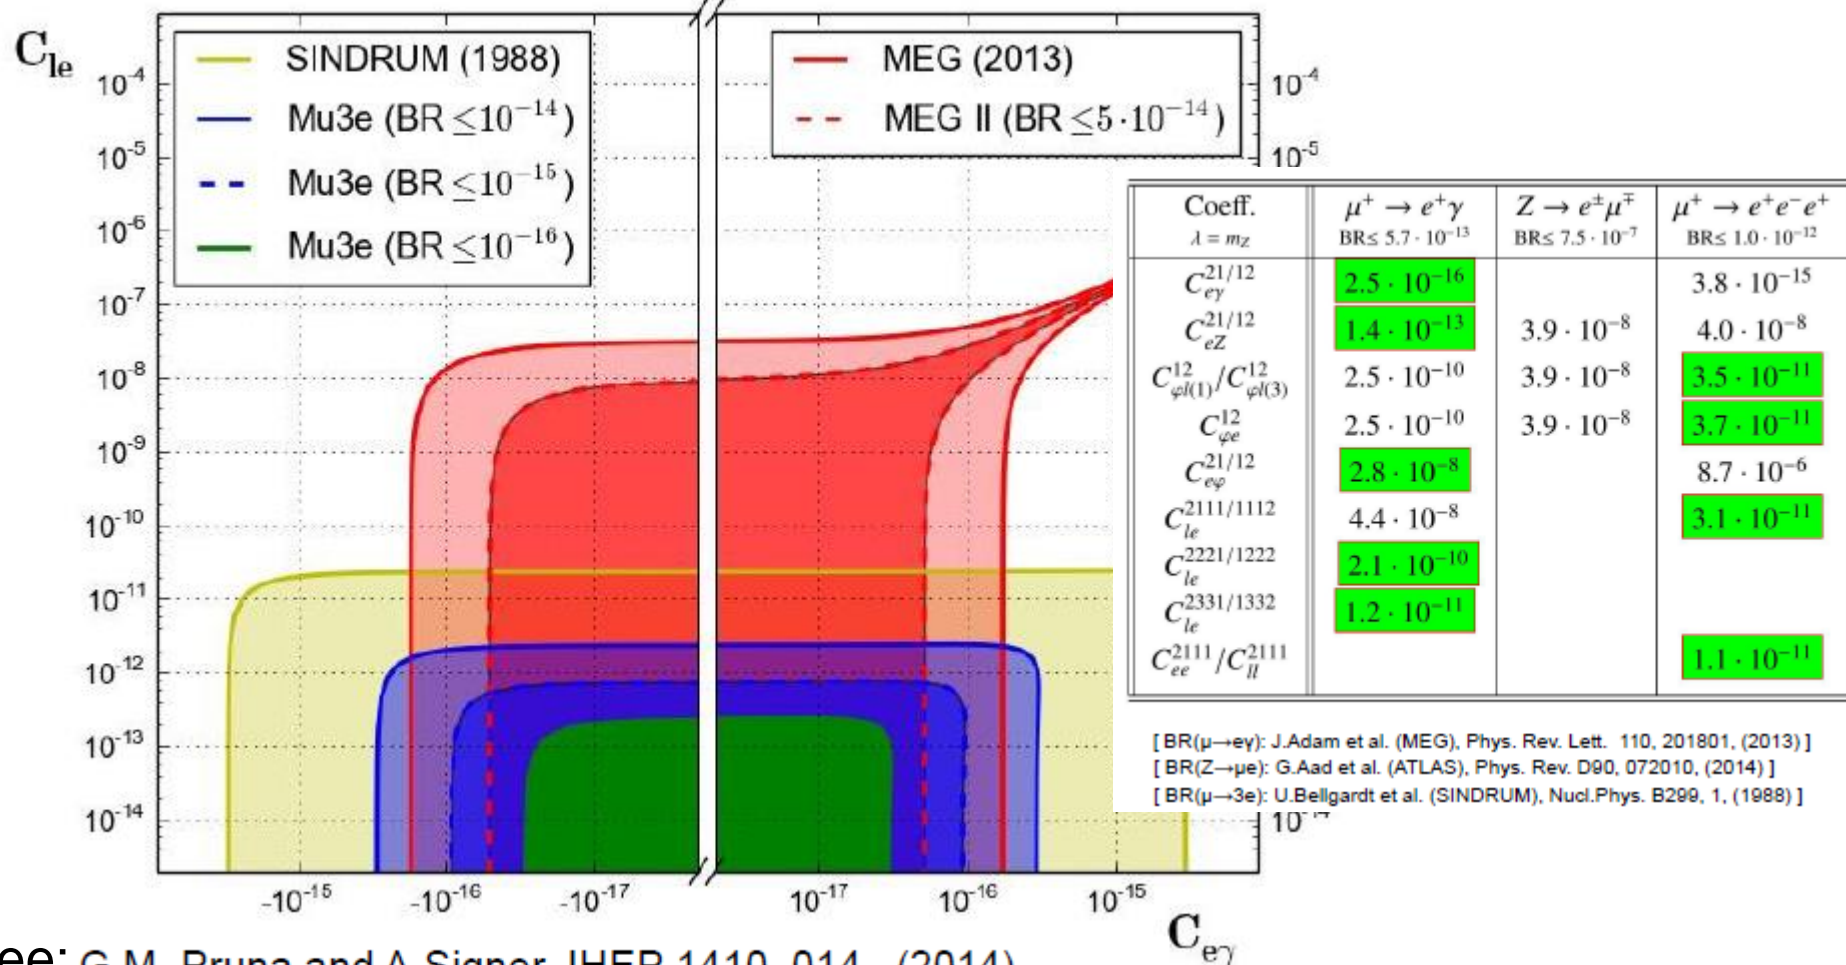 C_le
SINDRUM (1988)
Mu3e (BR ≤10^-14)
Mu3e (BR ≤10^-15)
Mu3e (BR ≤10^-16)
MEG (2013)
MEG II (BR ≤5·10^-14)
10^-4
10^-5
10^-6
10^-7
10^-8
10^-9
10^-10
10^-11
10^-12
10^-13
10^-14
10^-4
10^-5
Coeff. μ^+ → e^+γ Z → e^±μ^∓ μ^+ → e^+e^-e^+
λ = m_Z BR≤ 5.7 · 10^-13 BR≤ 7.5 · 10^-7 BR≤ 1.0 · 10^-12
C_eγ^21/12 2.5 · 10^-16 3.8 · 10^-15
C_eZ^21/12 1.4 · 10^-13 3.9 · 10^-8 4.0 · 10^-8
C_φl(1)^12/C_φl(3)^12 2.5 · 10^-10 3.9 · 10^-8 3.5 · 10^-11
C_φe^12 2.5 · 10^-10 3.9 · 10^-8 3.7 · 10^-11
C_eφ^21/12 2.8 · 10^-8 8.7 · 10^-6
C_le^2111/1112 4.4 · 10^-8 3.1 · 10^-11
C_le^2221/1222 2.1 · 10^-10
C_le^2331/1332 1.2 · 10^-11
C_ee^2111/C_ll^2111 1.1 · 10^-11
[ BR(μ→eγ): J.Adam et al. (MEG), Phys. Rev. Lett. 110, 201801, (2013) ]
[ BR(Z→μe): G.Aad et al. (ATLAS), Phys. Rev. D90, 072010, (2014) ]
[ BR(μ→3e): U.Bellgardt et al. (SINDRUM), Nucl.Phys. B299, 1, (1988) ]
10^-14
-10^-15 -10^-16 -10^-17 10^-17 10^-16 10^-15
C_eγ
ee: G.M. Pruna and A.Signer, JHEP 1410, 014, (2014)